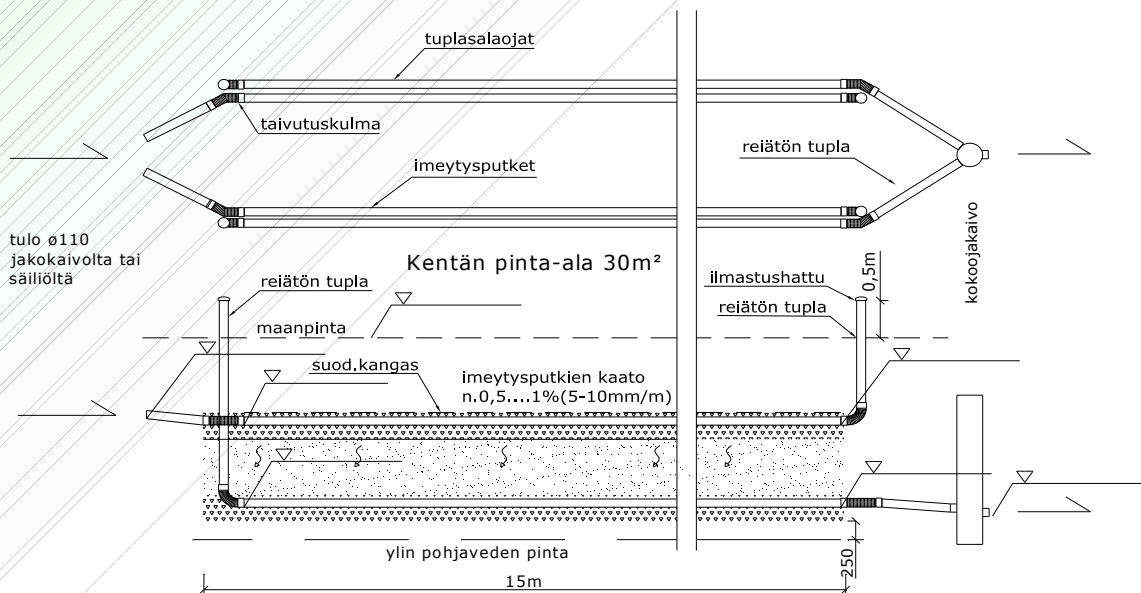 tuplasalaojat
taivutuskulma
reiätön tupla
imeytysputket
tulo ø110
jakokaivolta tai
säiliöltä
kokoojakaivo
Kentän pinta-ala 30m²
reiätön tupla
ilmastushattu
0,5m
reiätön tupla
maanpinta
suod.kangas
imeytysputkien kaato
n.0,5....1%(5-10mm/m)
ylin pohjaveden pinta
250
15m